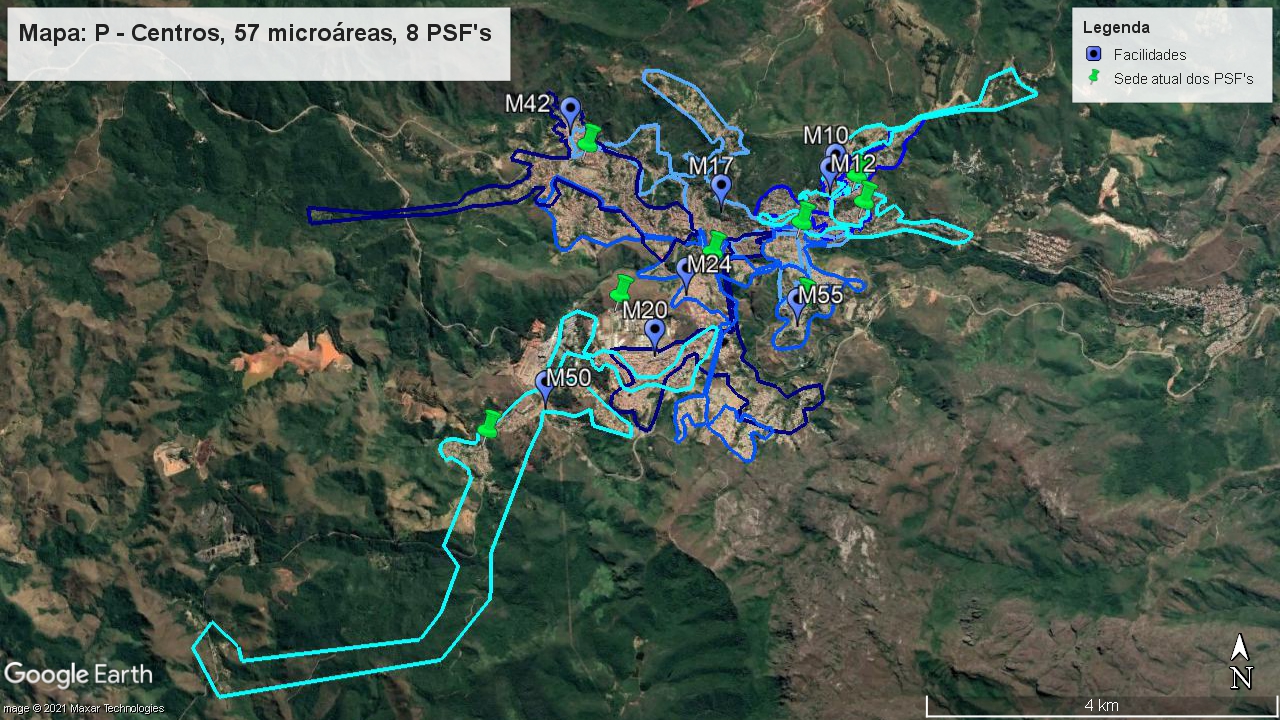 Mapa: P - Centros, 57 microáreas, 8 PSF's
Legenda
Facilidades
Sede atual dos PSF's
M42
M10
M17
M12
M24
M55
M20
M50
Google Earth
mage © 2021 Maxar Technologies
N
4 km